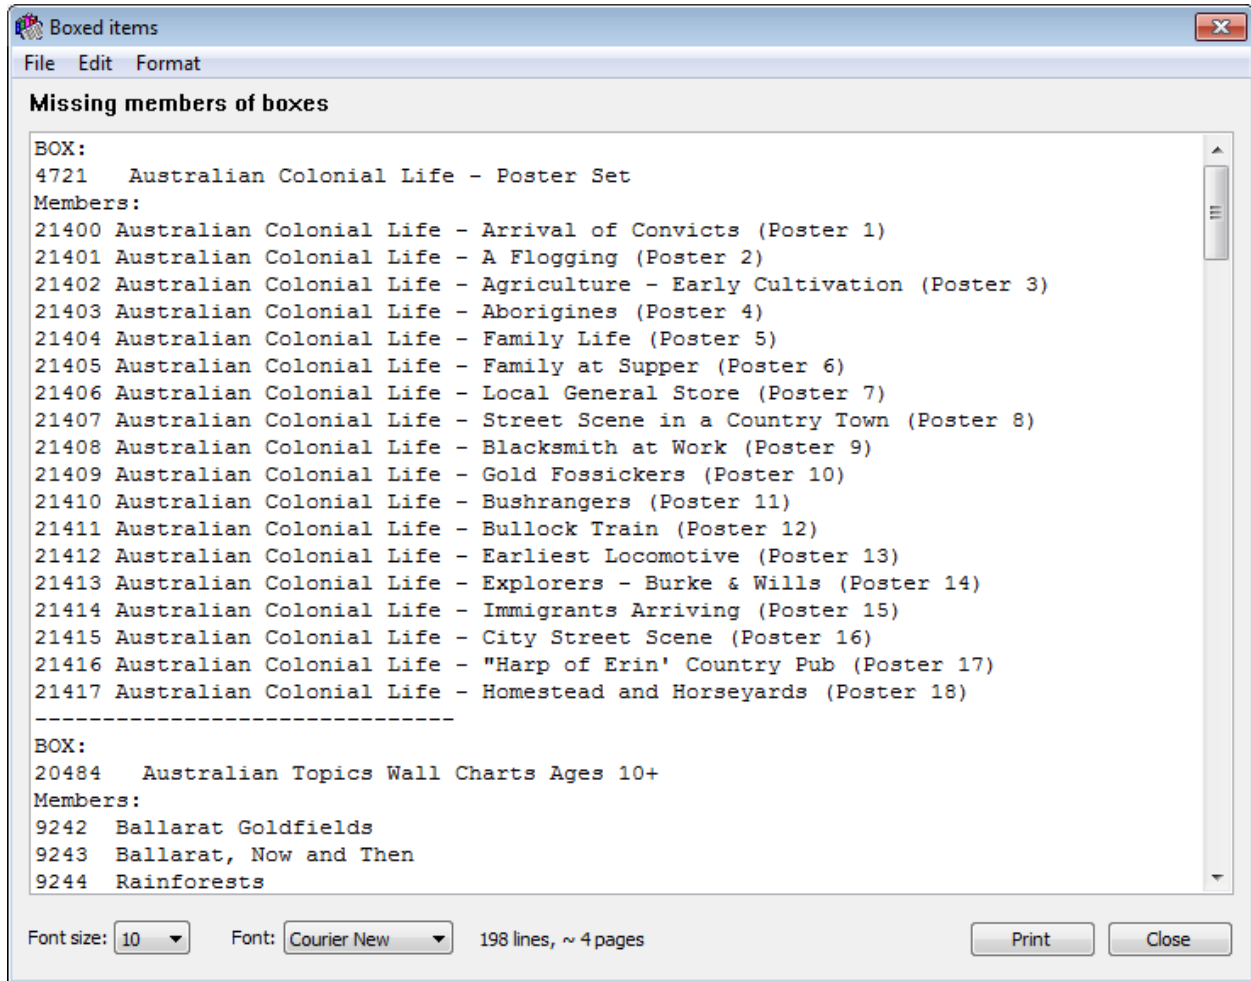 Boxed items
File Edit Format
Missing members of boxes
BOX:
4721   Australian Colonial Life - Poster Set
Members:
21400 Australian Colonial Life - Arrival of Convicts (Poster 1)
21401 Australian Colonial Life - A Flogging (Poster 2)
21402 Australian Colonial Life - Agriculture - Early Cultivation (Poster 3)
21403 Australian Colonial Life - Aborigines (Poster 4)
21404 Australian Colonial Life - Family Life (Poster 5)
21405 Australian Colonial Life - Family at Supper (Poster 6)
21406 Australian Colonial Life - Local General Store (Poster 7)
21407 Australian Colonial Life - Street Scene in a Country Town (Poster 8)
21408 Australian Colonial Life - Blacksmith at Work (Poster 9)
21409 Australian Colonial Life - Gold Fossickers (Poster 10)
21410 Australian Colonial Life - Bushrangers (Poster 11)
21411 Australian Colonial Life - Bullock Train (Poster 12)
21412 Australian Colonial Life - Earliest Locomotive (Poster 13)
21413 Australian Colonial Life - Explorers - Burke & Wills (Poster 14)
21414 Australian Colonial Life - Immigrants Arriving (Poster 15)
21415 Australian Colonial Life - City Street Scene (Poster 16)
21416 Australian Colonial Life - "Harp of Erin' Country Pub (Poster 17)
21417 Australian Colonial Life - Homestead and Horseyards (Poster 18)
-------------------------------
BOX:
20484   Australian Topics Wall Charts Ages 10+
Members:
9242  Ballarat Goldfields
9243  Ballarat, Now and Then
9244  Rainforests
Font size: 10 Font: Courier New 198 lines, ~ 4 pages Print Close